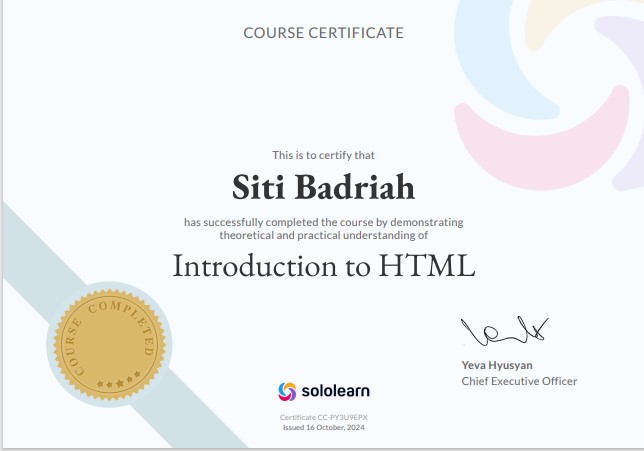 COURSE CERTIFICATE
This is to certify that
Siti Badriah
has successfully completed the course by demonstrating
theoretical and practical understanding of
Introduction to HTML
COURSE COMPLETED
Yeva Hyusyan
Chief Executive Officer
sololearn
Certificate CC-PY3U9EPX
Issued 16 October, 2024